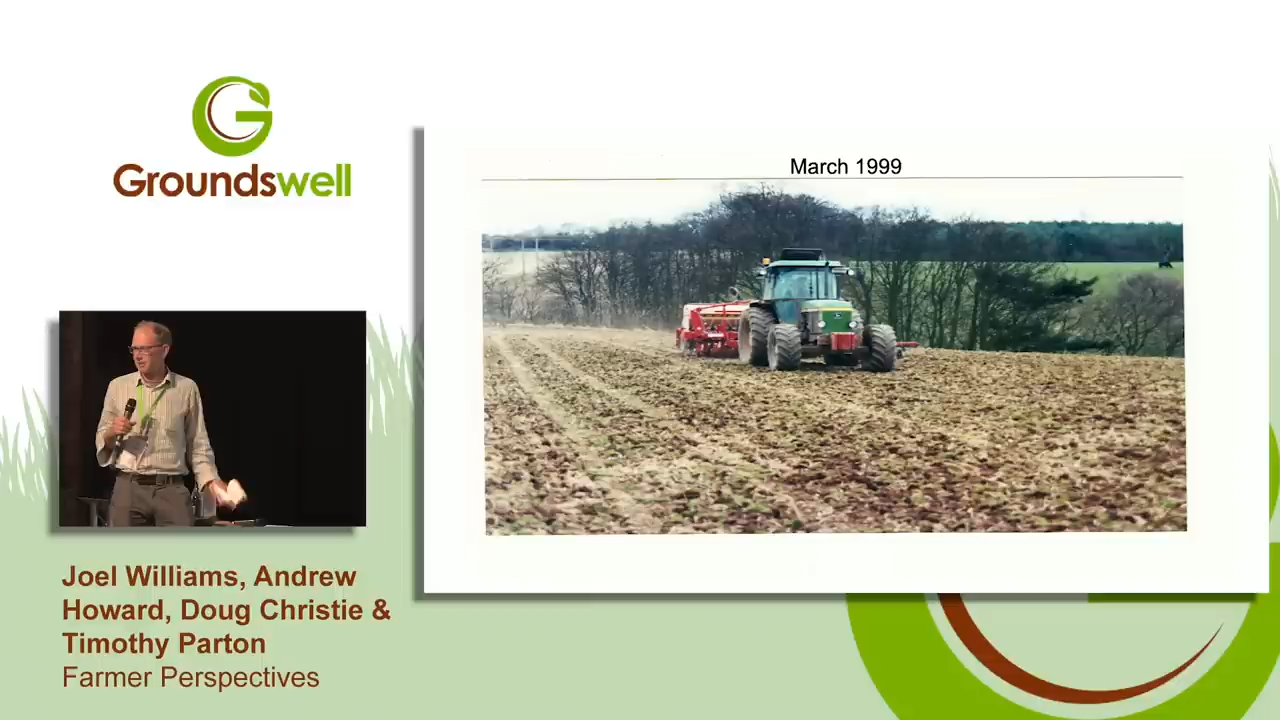 Groundswell
March 1999
Joel Williams, Andrew
Howard, Doug Christie &
Timothy Parton
Farmer Perspectives